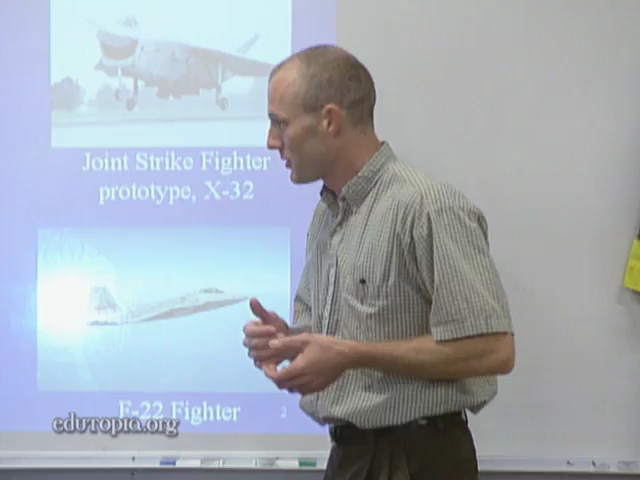 Joint Strike Fighter
prototype, X-32
F-22 Fighter
2
edutopia.org